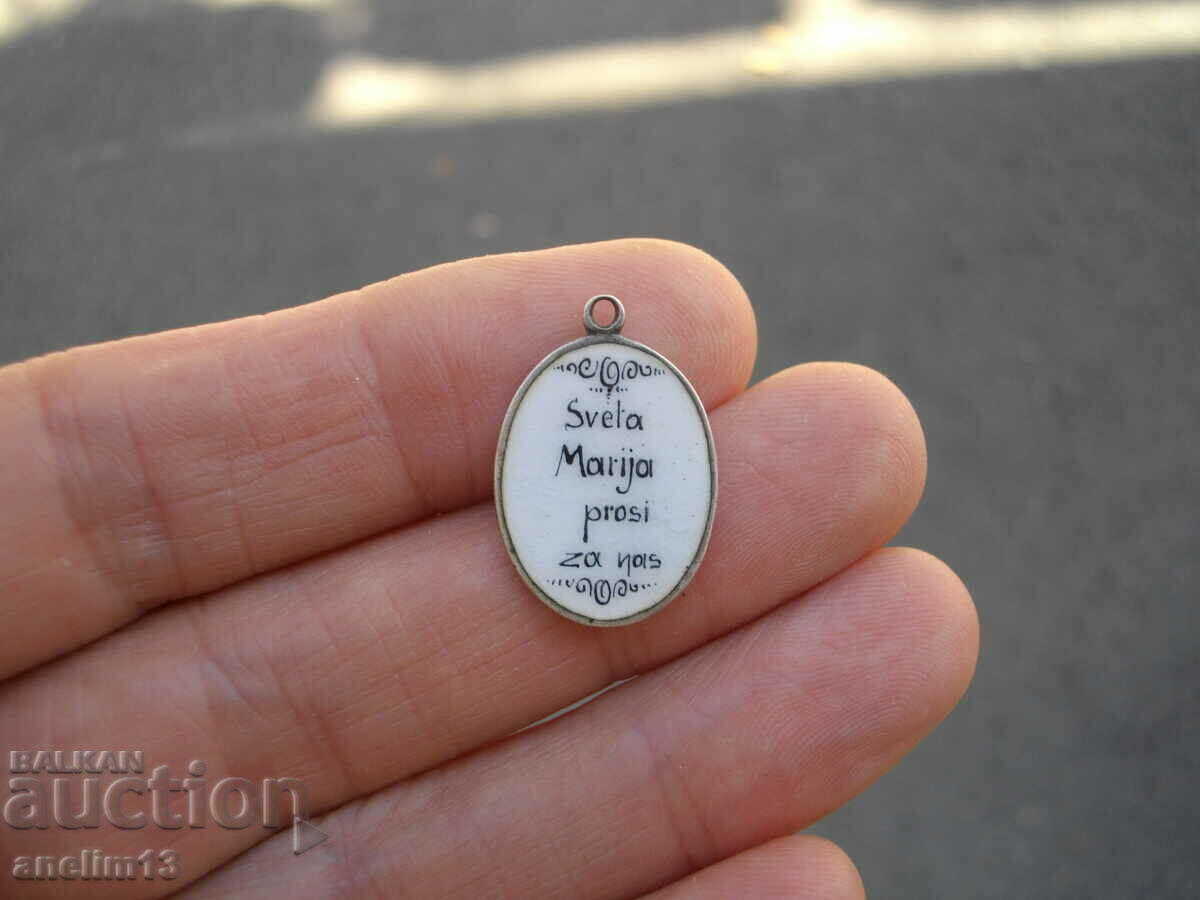 Sveta
Marija
prosi
za nas
BALKAN
auction
anelim13